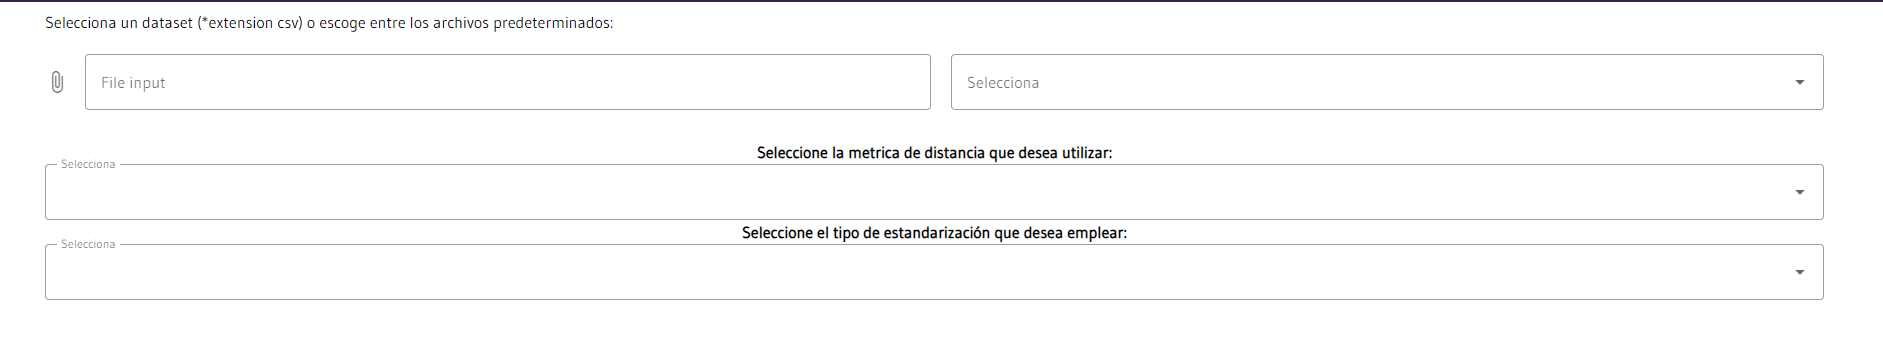 Selecciona un dataset (*extension csv) o escoge entre los archivos predeterminados:
File input
Selecciona
Seleccione la metrica de distancia que desea utilizar:
Selecciona
Seleccione el tipo de estandarización que desea emplear:
Selecciona